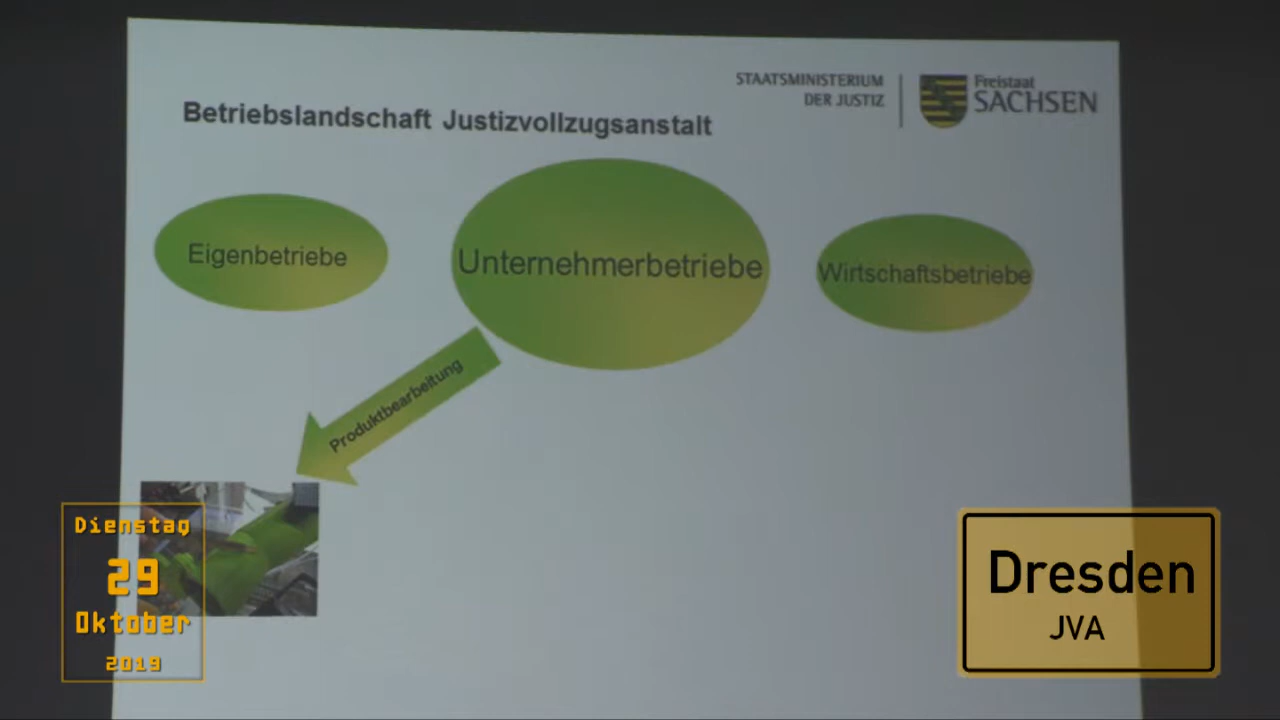 STAATSMINISTERIUM
DER JUSTIZ
Freistaat
SACHSEN
Betriebslandschaft Justizvollzugsanstalt
Eigenbetriebe
Unternehmerbetriebe
Wirtschaftsbetriebe
Produktbearbeitung
Dienstag
29
Oktober
2019
Dresden
JVA